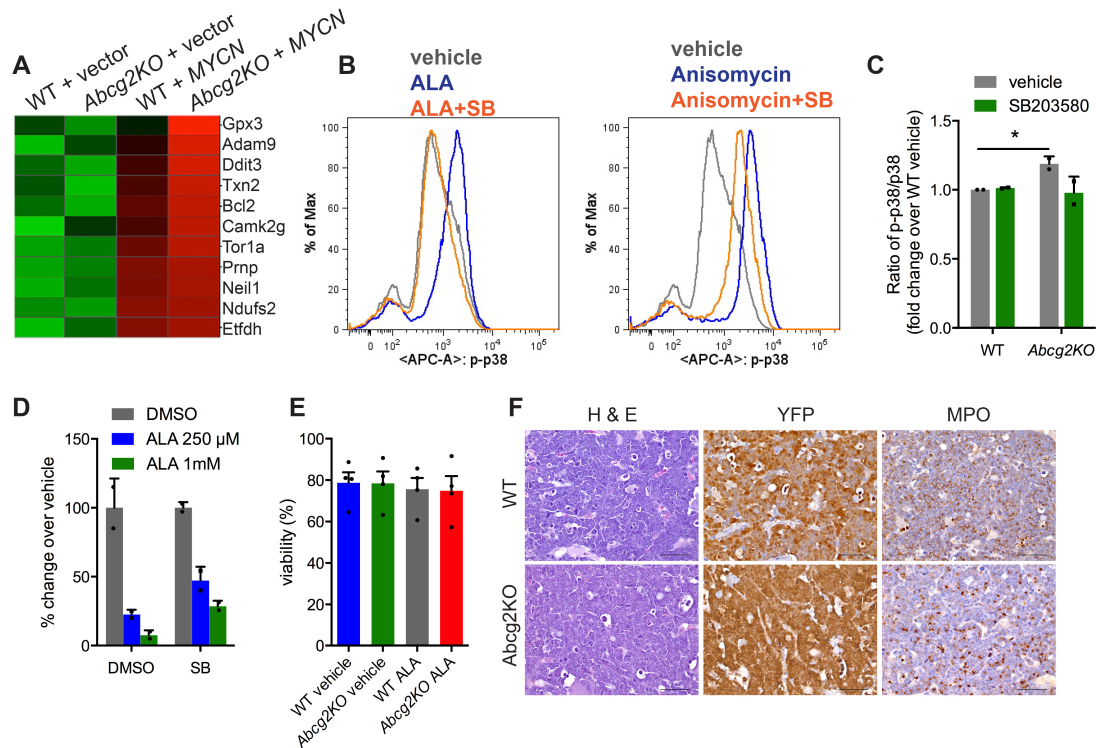 A
WT + vector
Abcg2KO + vector
WT + MYCN
Abcg2KO + MYCN
Gpx3
Adam9
Ddit3
Txn2
Bcl2
Camk2g
Tor1a
Prnp
Neil1
Ndufs2
Etfdh
B
vehicle
ALA
ALA+SB
% of Max
100
80
60
40
20
0
0 10² 10³ 10⁴ 10⁵
<APC-A>: p-p38
vehicle
Anisomycin
Anisomycin+SB
% of Max
100
80
60
40
20
0
0 10² 10³ 10⁴ 10⁵
<APC-A>: p-p38
C
vehicle
SB203580
Ratio of p-p38/p38
(fold change over WT vehicle)
1.5
1.0
0.5
0.0
*
WT Abcg2KO
D
DMSO
ALA 250 µM
ALA 1mM
% change over vehicle
150
100
50
0
DMSO SB
E
viability (%)
100
80
60
40
20
0
WT vehicle
Abcg2KO vehicle
WT ALA
Abcg2KO ALA
F
H & E YFP MPO
WT
Abcg2KO